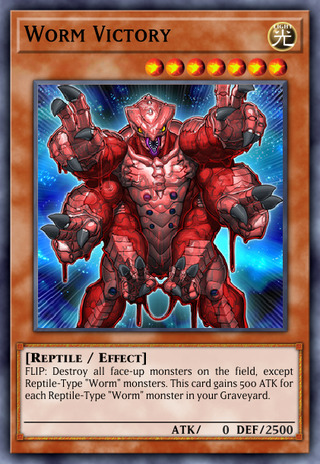 Worm Victory
LIGHT
光
[Reptile / Effect]
FLIP: Destroy all face-up monsters on the field, except
Reptile-Type "Worm" monsters. This card gains 500 ATK for
each Reptile-Type "Worm" monster in your Graveyard.
ATK/ 0 DEF/2500